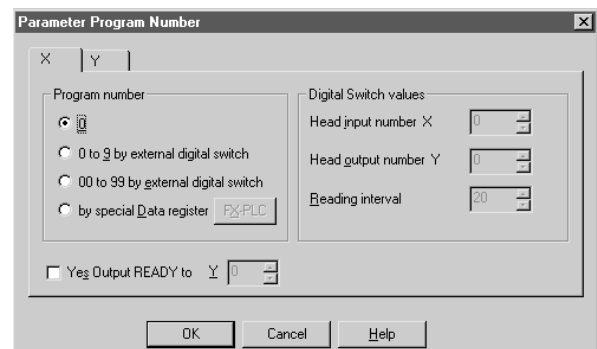 Parameter Program Number
X Y
Program number
0
0 to 9 by external digital switch
00 to 99 by external digital switch
by special Data register FX-PLC
Digital Switch values
Head input number X 0
Head output number Y 0
Reading interval 20
Yes Output READY to Y 0
OK Cancel Help